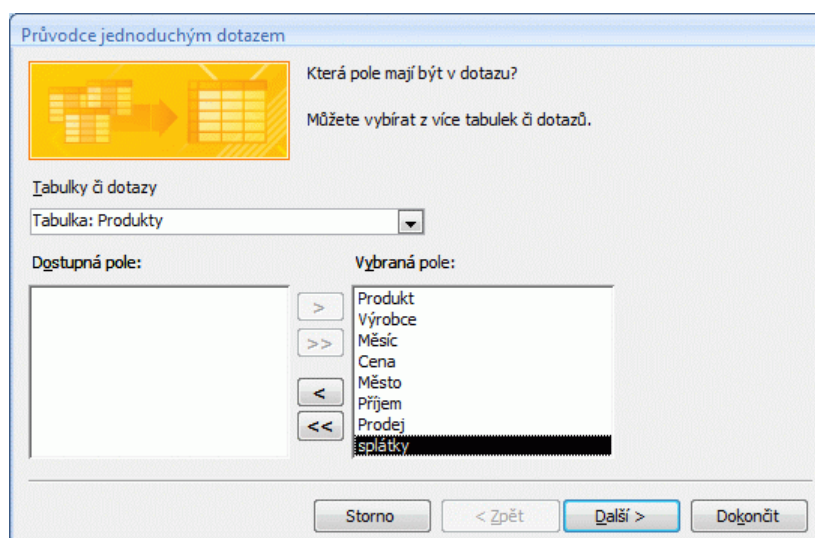 Průvodce jednoduchým dotazem
Která pole mají být v dotazu?
Můžete vybírat z více tabulek či dotazů.
Tabulky či dotazy
Tabulka: Produkty
Dostupná pole:
Vybraná pole:
>
>>
<
<<
Produkt
Výrobce
Měsíc
Cena
Město
Příjem
Prodej
splátky
Storno
< Zpět
Další >
Dokončit